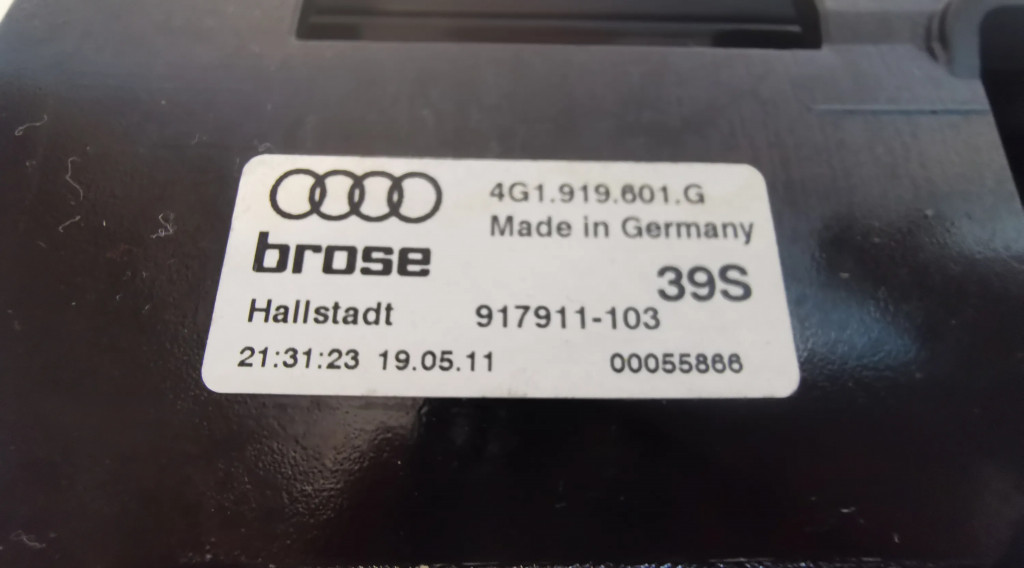 4G1.919.601.G
Made in Germany
brose
39S
Hallstadt 917911-103
21:31:23 19.05.11 00055866